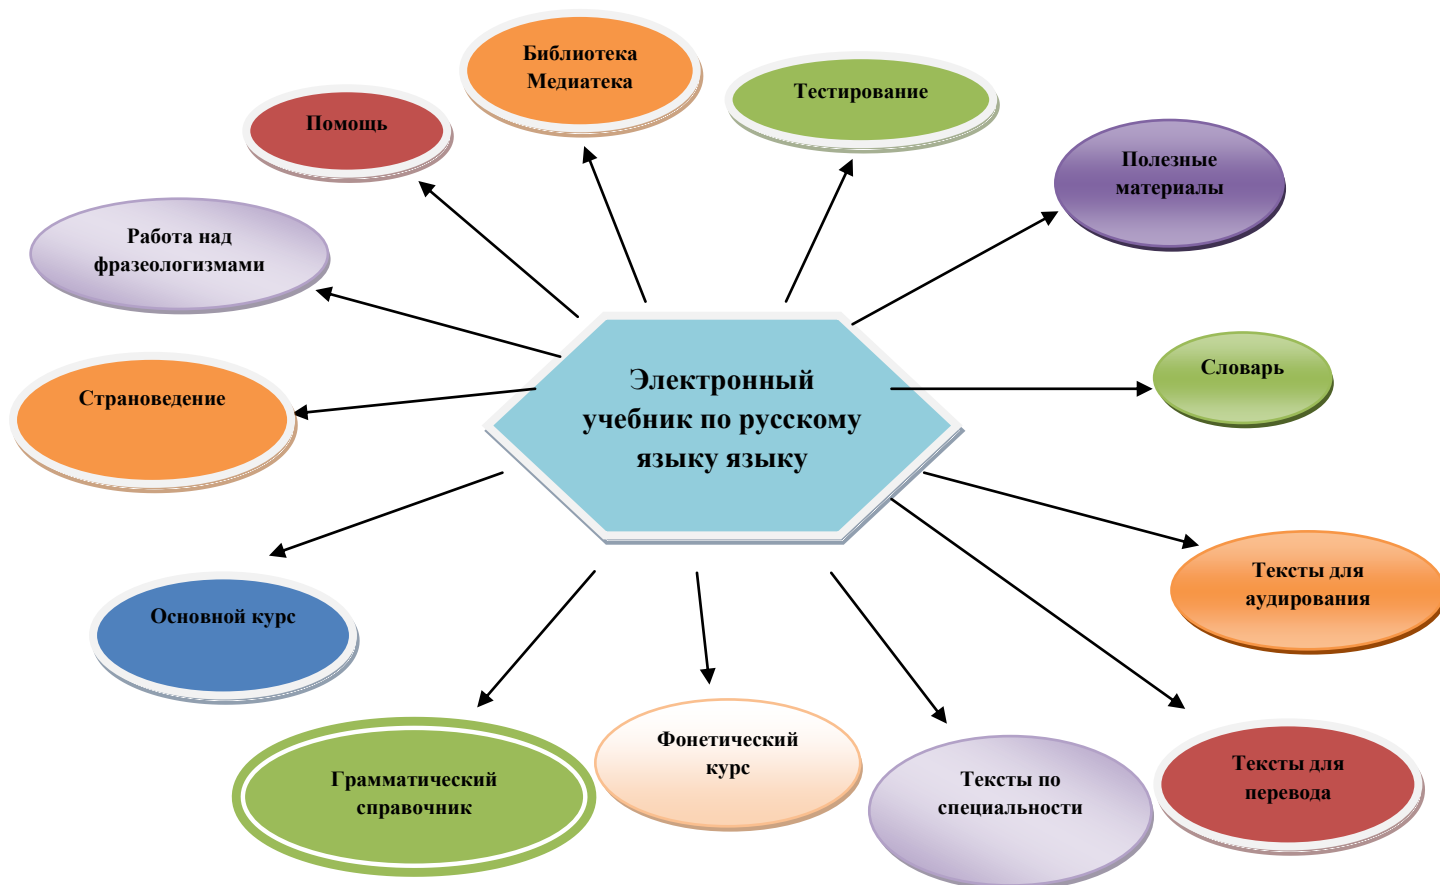 Библиотека
Медиатека
Тестирование
Помощь
Полезные
материалы
Работа над
фразеологизмами
Словарь
Страноведение
Электронный
учебник по русскому
языку языку
Тексты для
аудирования
Основной курс
Фонетический
курс
Грамматический
справочник
Тексты по
специальности
Тексты для
перевода